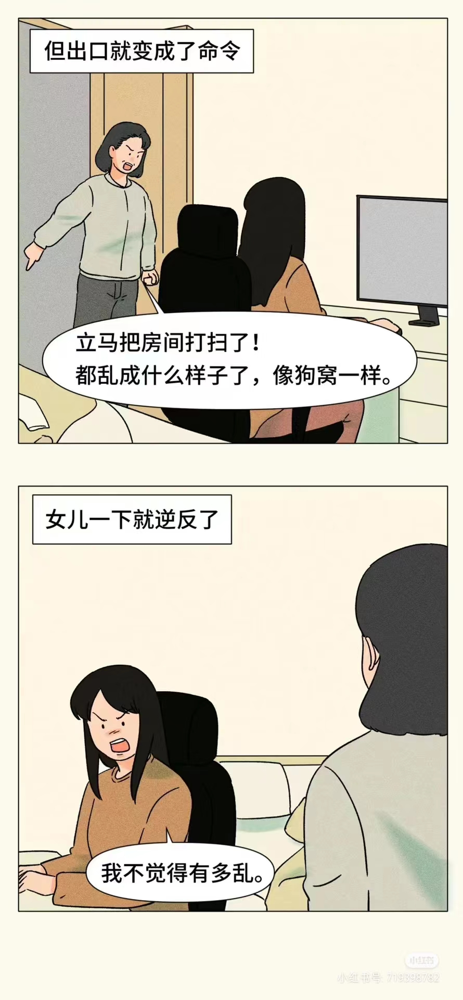 但出口就变成了命令
立马把房间打扫了！
都乱成什么样子了，像狗窝一样。
女儿一下就逆反了
我不觉得有多乱。
小红书
小红书号: 719398782